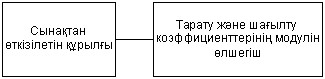 Сынақтан
өткізілетін құрылғы
Тарату және шағылту
коэффициенттерінің модулін
өлшегіш